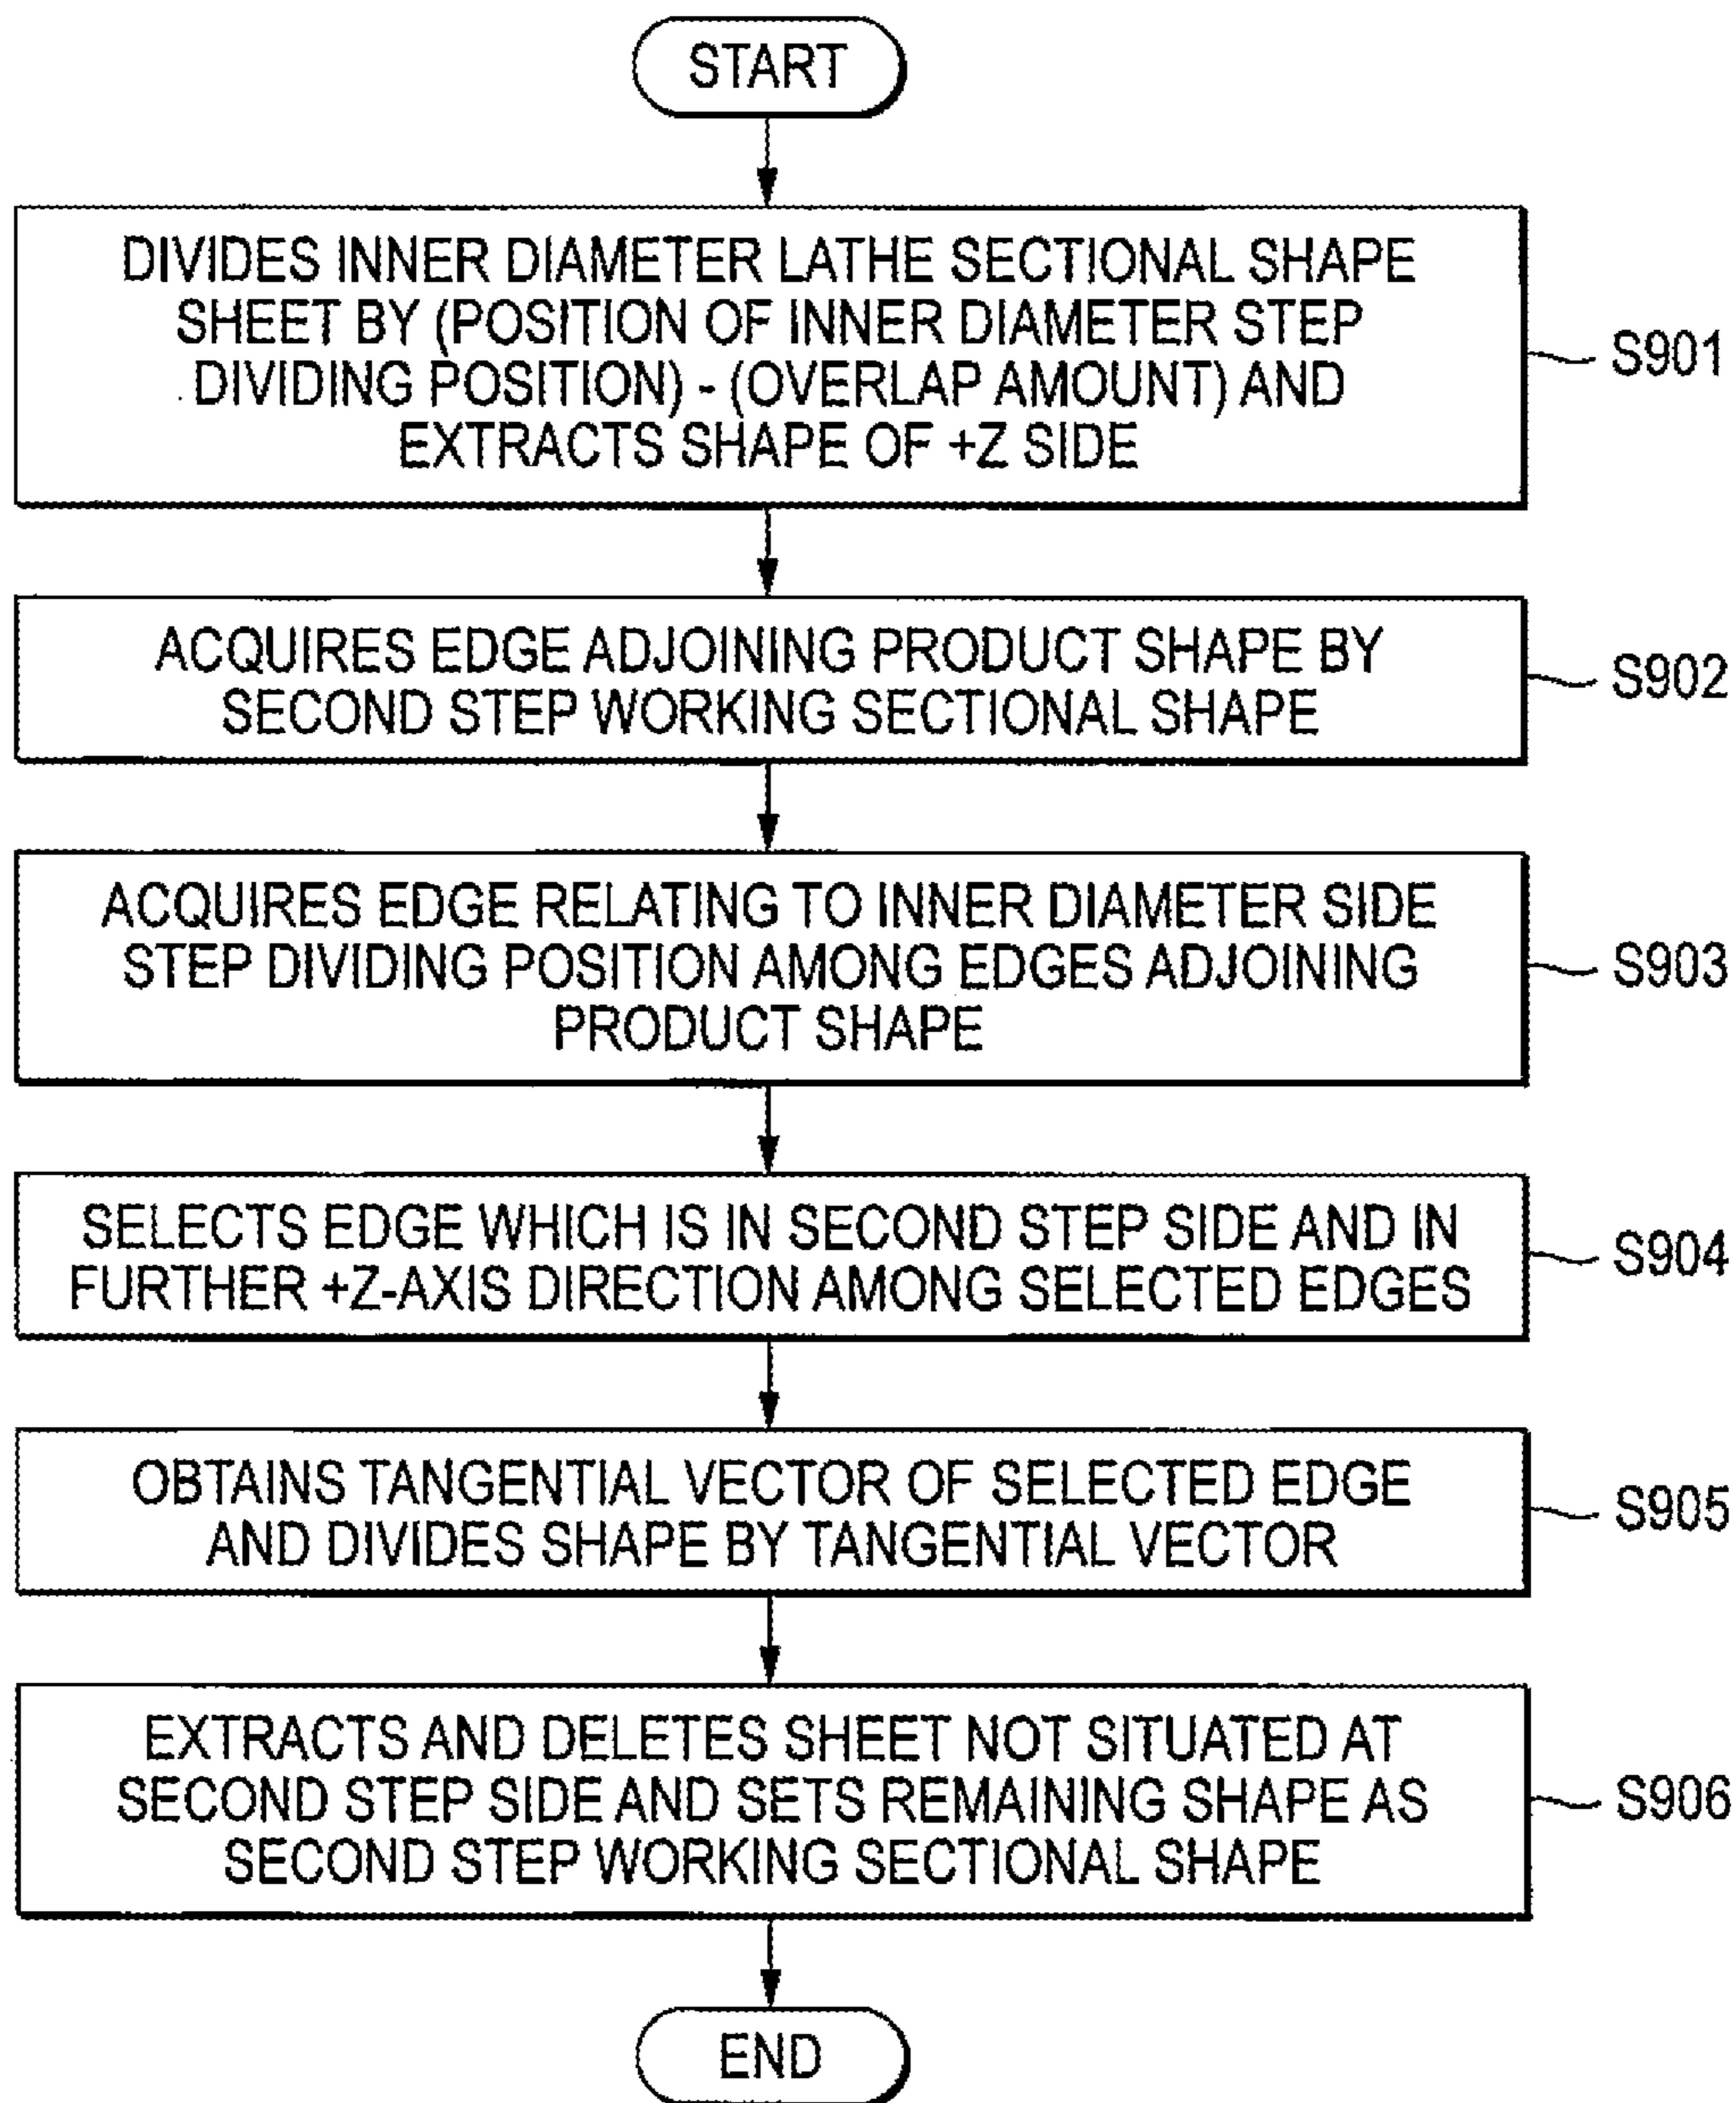 START
DIVIDES INNER DIAMETER LATHE SECTIONAL SHAPE
SHEET BY (POSITION OF INNER DIAMETER STEP
DIVIDING POSITION) - (OVERLAP AMOUNT) AND
EXTRACTS SHAPE OF +Z SIDE
S901
ACQUIRES EDGE ADJOINING PRODUCT SHAPE BY
SECOND STEP WORKING SECTIONAL SHAPE
S902
ACQUIRES EDGE RELATING TO INNER DIAMETER SIDE
STEP DIVIDING POSITION AMONG EDGES ADJOINING
PRODUCT SHAPE
S903
SELECTS EDGE WHICH IS IN SECOND STEP SIDE AND IN
FURTHER +Z-AXIS DIRECTION AMONG SELECTED EDGES
S904
OBTAINS TANGENTIAL VECTOR OF SELECTED EDGE
AND DIVIDES SHAPE BY TANGENTIAL VECTOR
S905
EXTRACTS AND DELETES SHEET NOT SITUATED AT
SECOND STEP SIDE AND SETS REMAINING SHAPE AS
SECOND STEP WORKING SECTIONAL SHAPE
S906
END